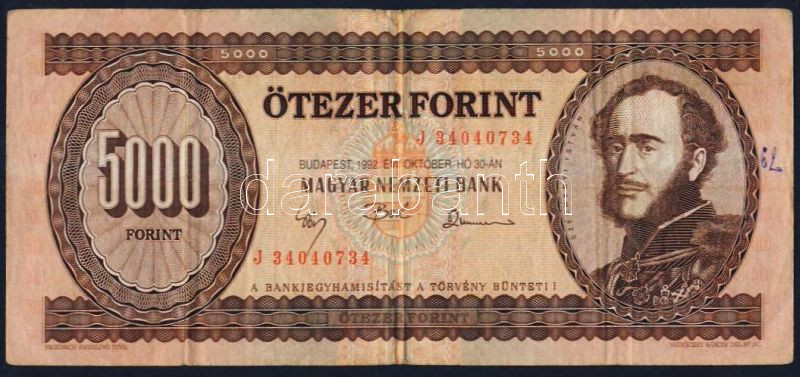 5000 5000
ÖTEZER FORINT
J 34040734
BUDAPEST, 1992. ÉVI OKTÓBER HÓ 30-ÁN
MAGYAR NEMZETI BANK
darabanth
5000
FORINT
J 34040734
A BANKJEGYHAMISÍTÁST A TÖRVÉNY BÜNTETI !
ÖTEZER FORINT